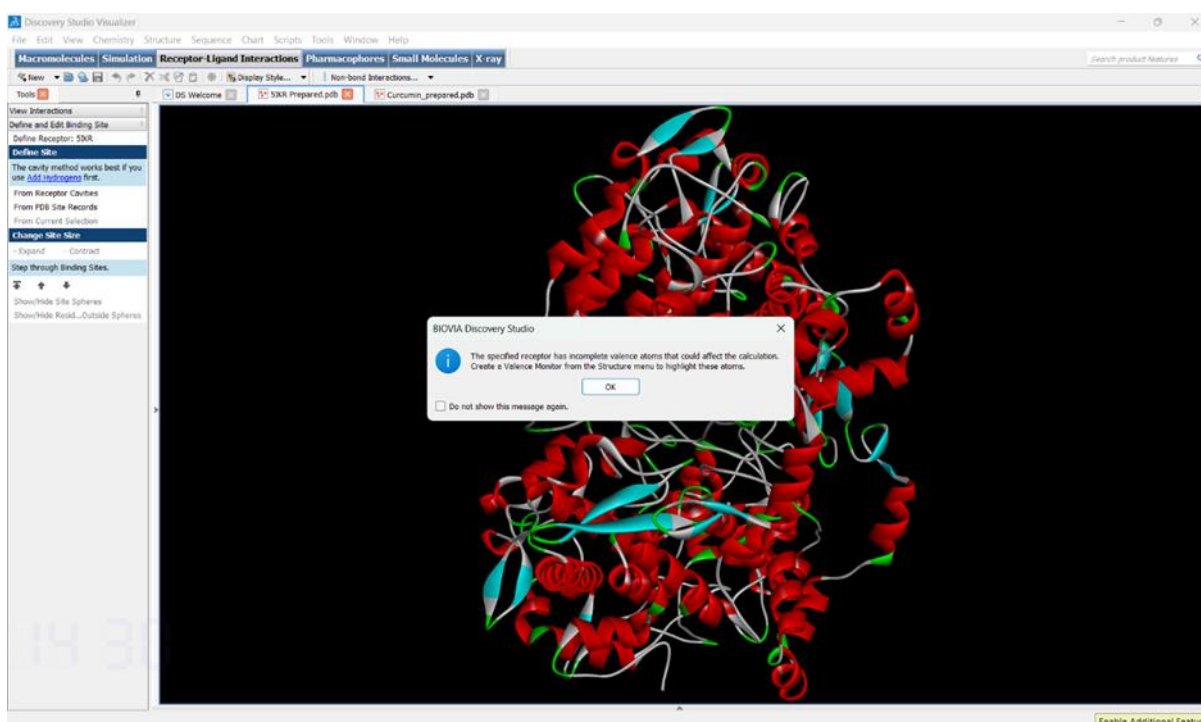 Discovery Studio Visualizer
File Edit View Chemistry Structure Sequence Chart Scripts Tools Window Help
Macromolecules Simulation Receptor-Ligand Interactions Pharmacophores Small Molecules X-ray
Search product features
New Display Style... Non-bond Interactions...
Tools DS Welcome 5IXR Prepared.pdb Curcumin_prepared.pdb
View Interactions
Define and Edit Binding Site
Define Receptor: 5IXR
Define Site
The cavity method works best if you
use Add Hydrogens first.
From Receptor Cavities
From PDB Site Records
From Current Selection
Change Site Size
- Expand - Contract
Step through Binding Sites.
Show/Hide Site Spheres
Show/Hide Resid...Outside Spheres
BIOVIA Discovery Studio
The specified receptor has incomplete valence atoms that could affect the calculation.
Create a Valence Monitor from the Structure menu to highlight these atoms.
OK
Do not show this message again.
Enable Additional